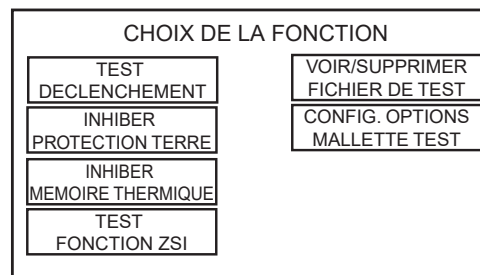 CHOIX DE LA FONCTION
TEST
DECLENCHEMENT
INHIBER
PROTECTION TERRE
INHIBER
MEMOIRE THERMIQUE
TEST
FONCTION ZSI
VOIR/SUPPRIMER
FICHIER DE TEST
CONFIG. OPTIONS
MALLETTE TEST